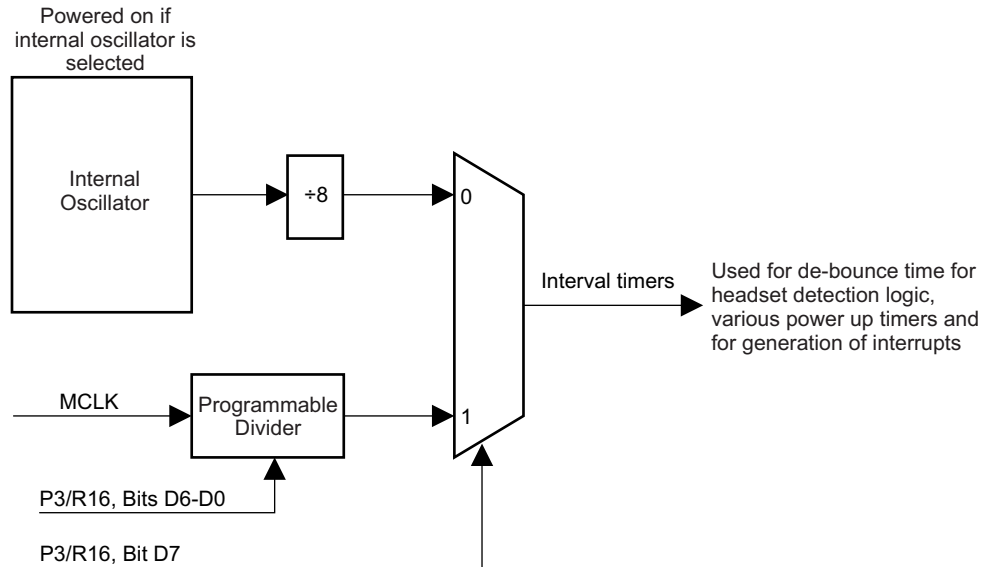 Powered on if
internal oscillator is
selected
Internal
Oscillator
÷8
0
Interval timers
Used for de-bounce time for
headset detection logic,
various power up timers and
for generation of interrupts
MCLK
Programmable
Divider
1
P3/R16, Bits D6-D0
P3/R16, Bit D7